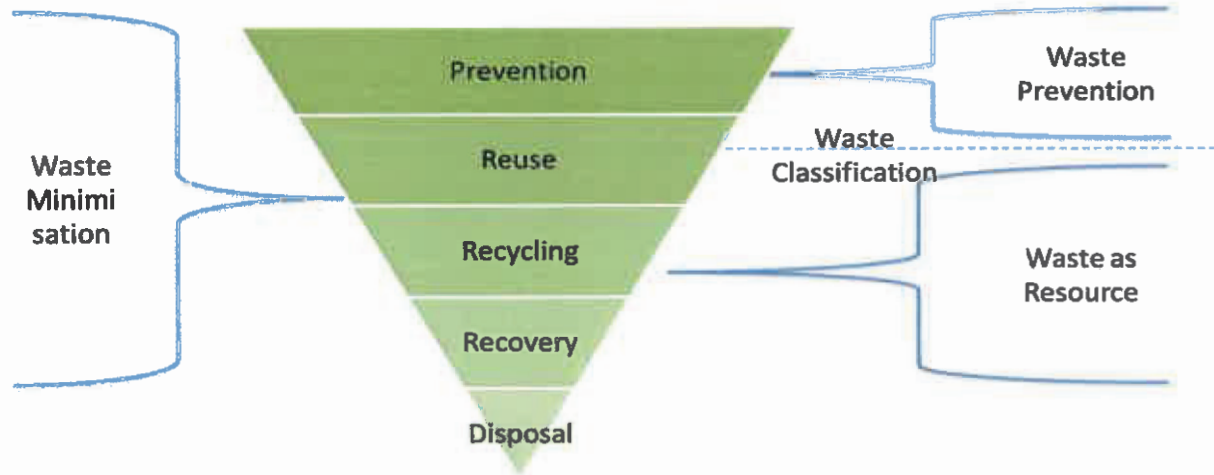 Prevention
Reuse
Recycling
Recovery
Disposal
Waste
Minimi
sation
Waste
Prevention
Waste
Classification
Waste as
Resource